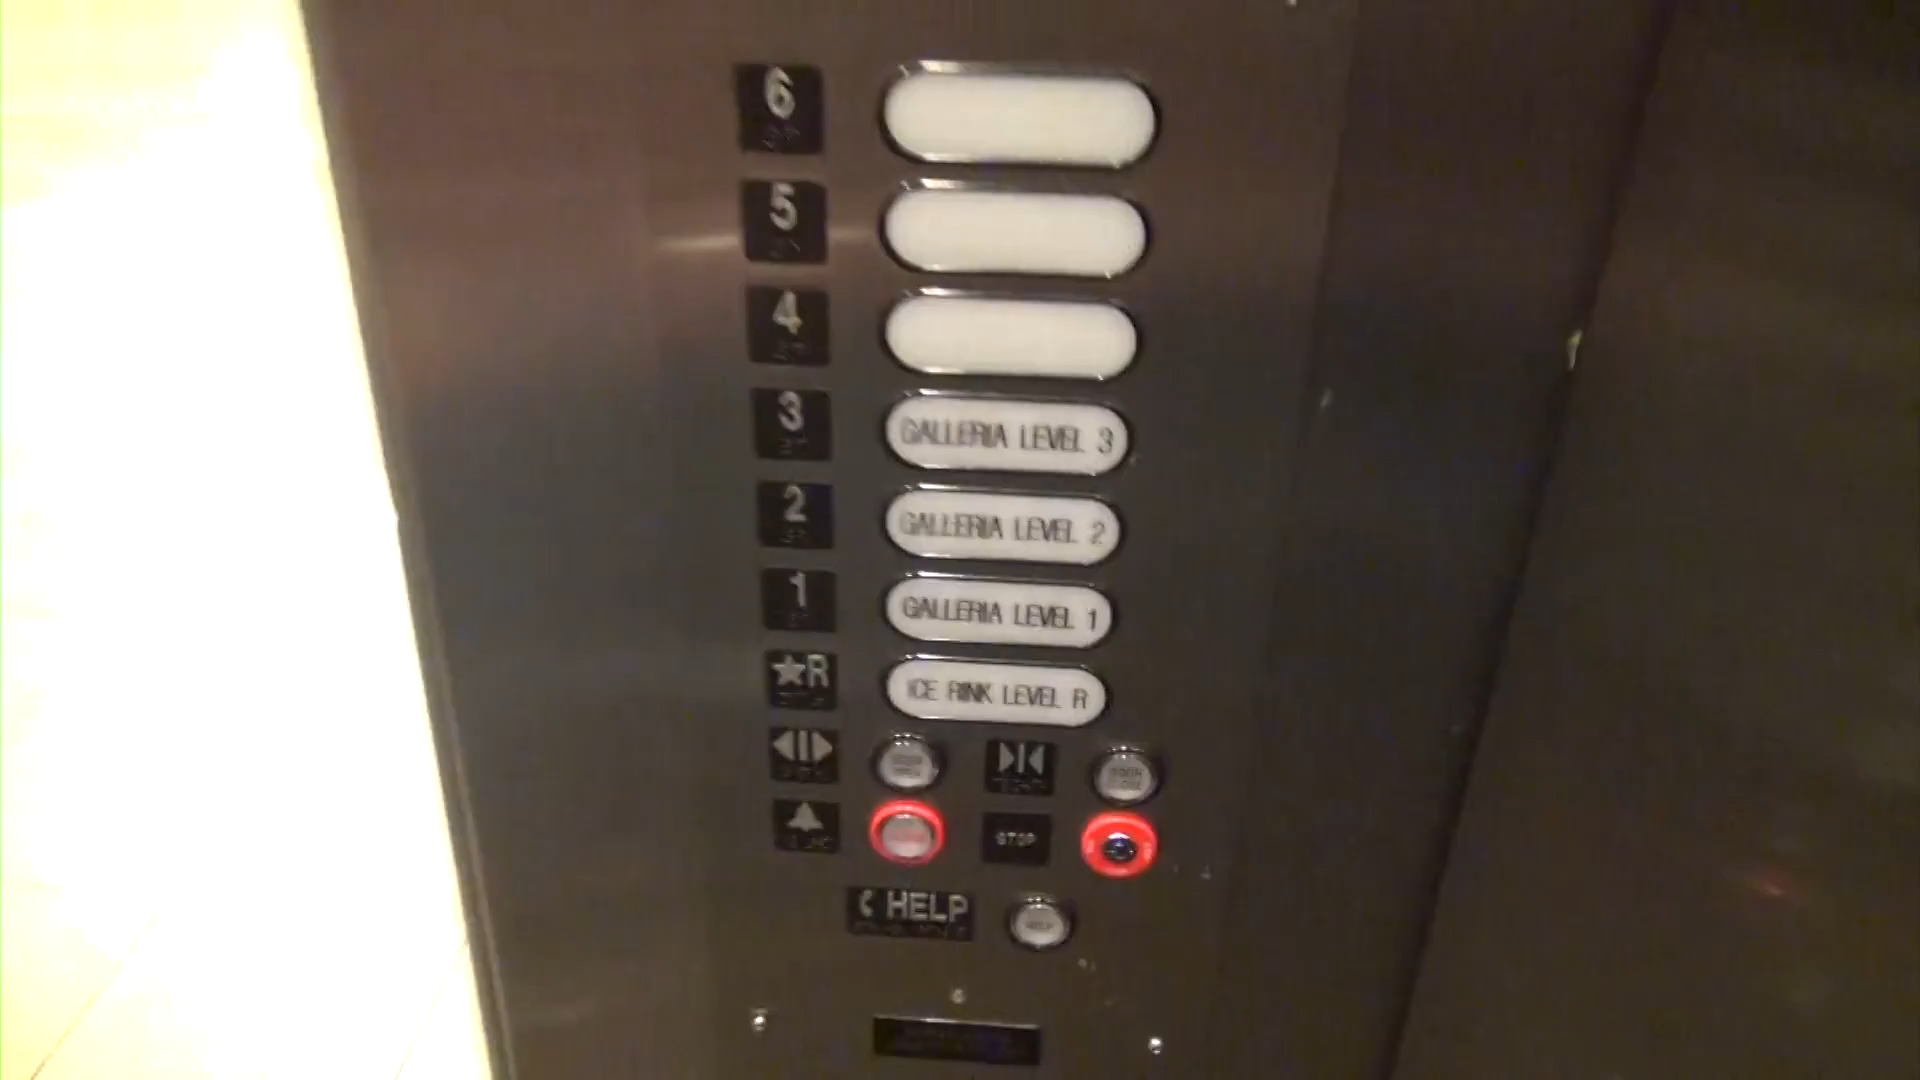 6
5
4
3 GALLERIA LEVEL 3
2 GALLERIA LEVEL 2
1 GALLERIA LEVEL 1
★R ICE RINK LEVEL R
STOP
HELP HELP